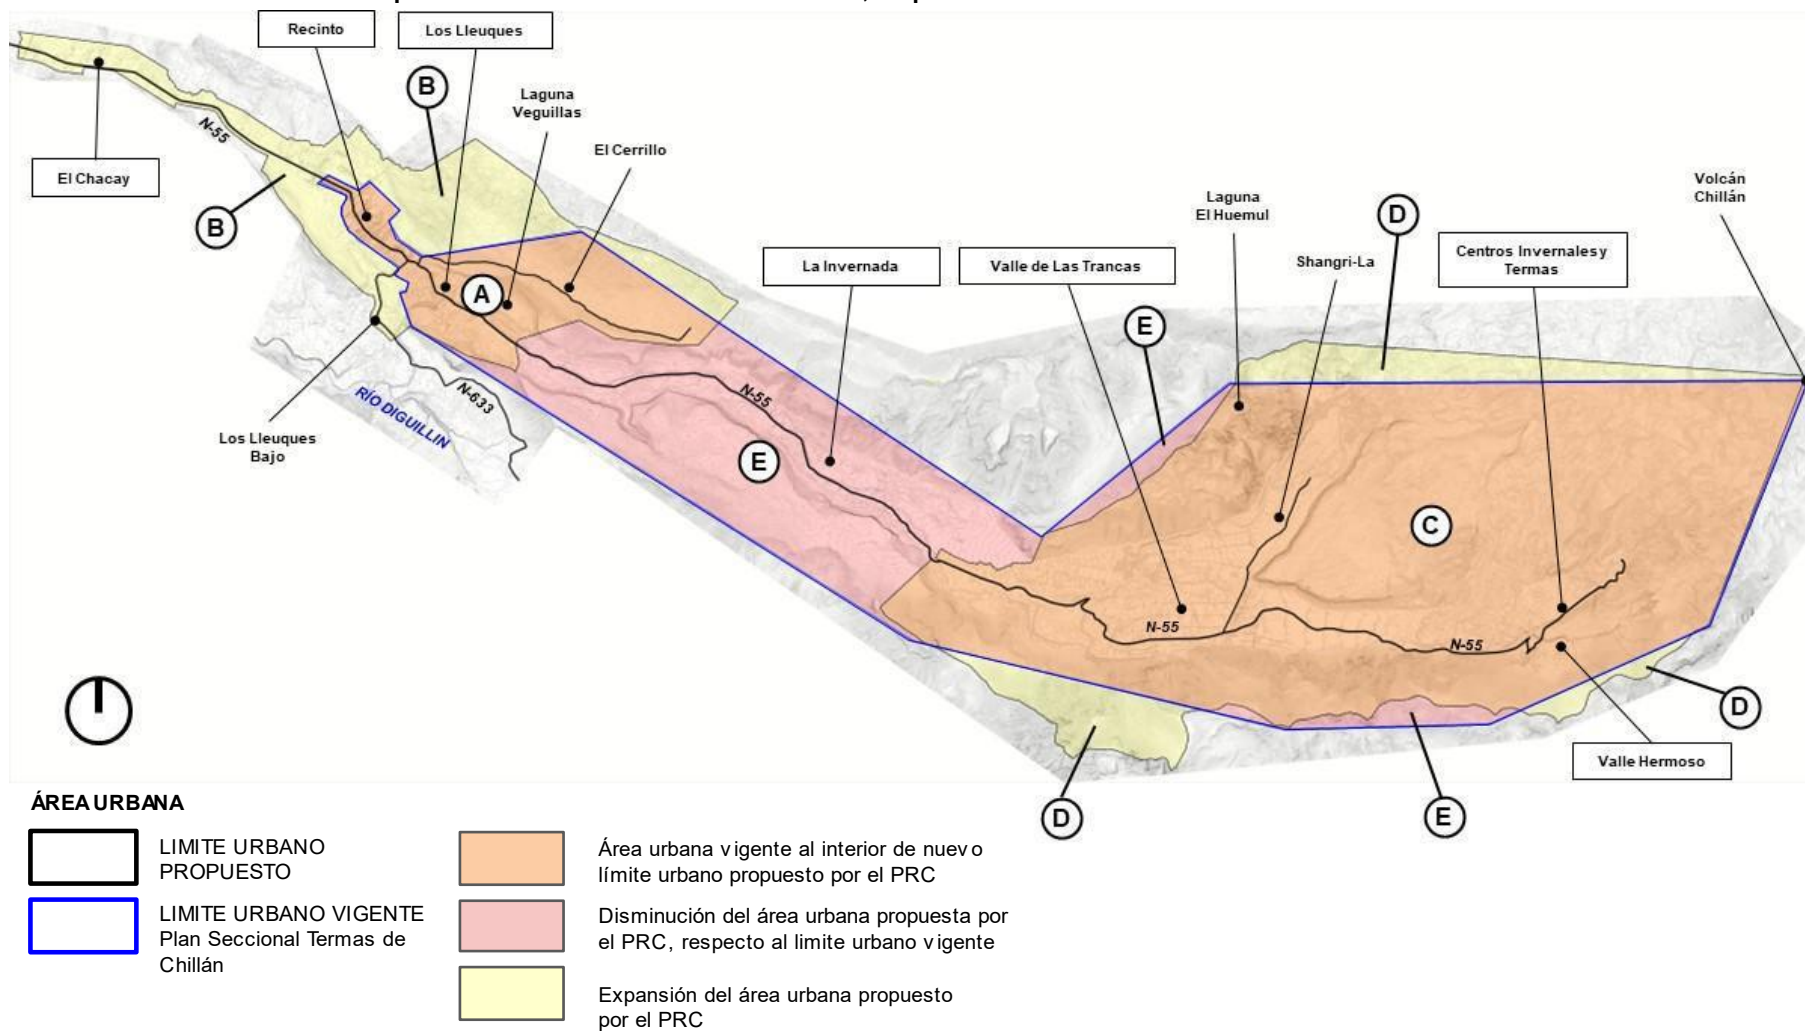 Recinto
Los Lleuques
B
Laguna
Veguillas
El Cerrillo
N-55
El Chacay
B
A
La Invernada
Valle de Las Trancas
Laguna
El Huemul
D
Shangri-La
Centros Invernales y
Termas
Volcán
Chillán
E
N-55
N-633
RÍO DIGUILLIN
Los Lleuques
Bajo
E
C
N-55
N-55
D
E
D
Valle Hermoso
ÁREA URBANA
LIMITE URBANO
PROPUESTO
LIMITE URBANO VIGENTE
Plan Seccional Termas de
Chillán
Área urbana vigente al interior de nuevo
límite urbano propuesto por el PRC
Disminución del área urbana propuesta por
el PRC, respecto al limite urbano vigente
Expansión del área urbana propuesto
por el PRC